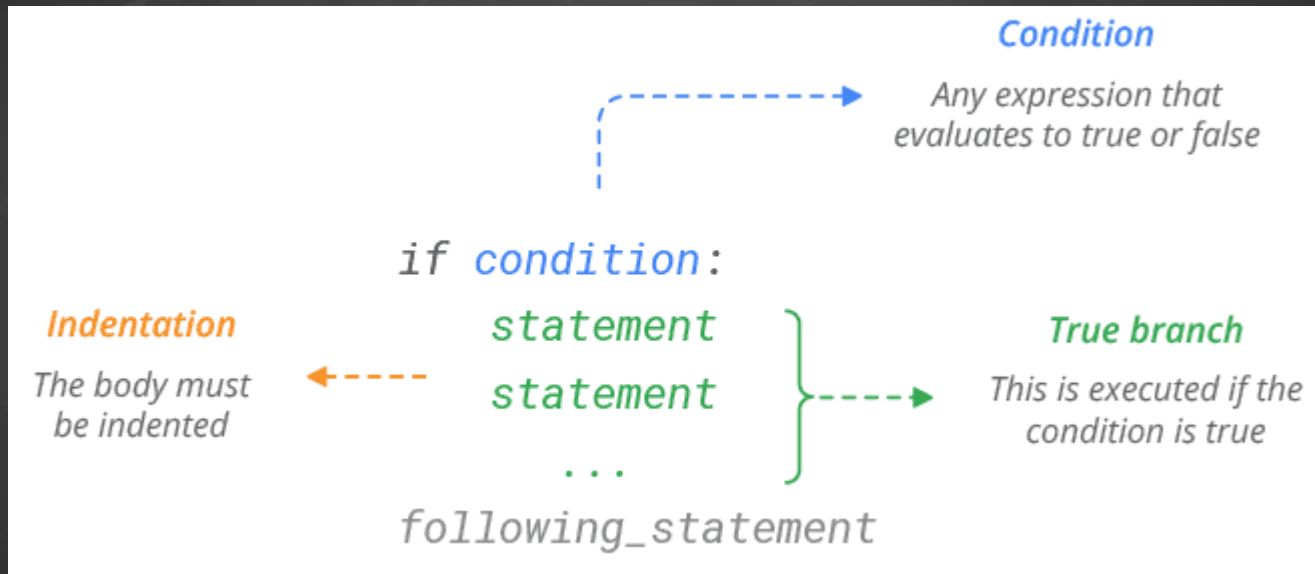 Condition
Any expression that
evaluates to true or false
if condition:
Indentation
The body must
be indented
statement
statement
...
True branch
This is executed if the
condition is true
following_statement